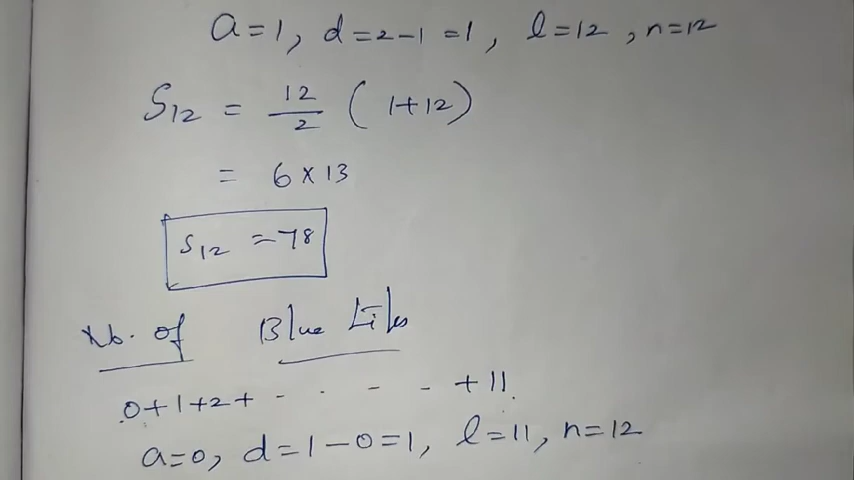 a=1, d=2-1=1, l=12, n=12
S12 = 12/2 (1+12)
= 6×13
S12 = 78
No. of Blue Tiles
0+1+2+ - . - - +11.
a=0, d=1-0=1, l=11, n=12